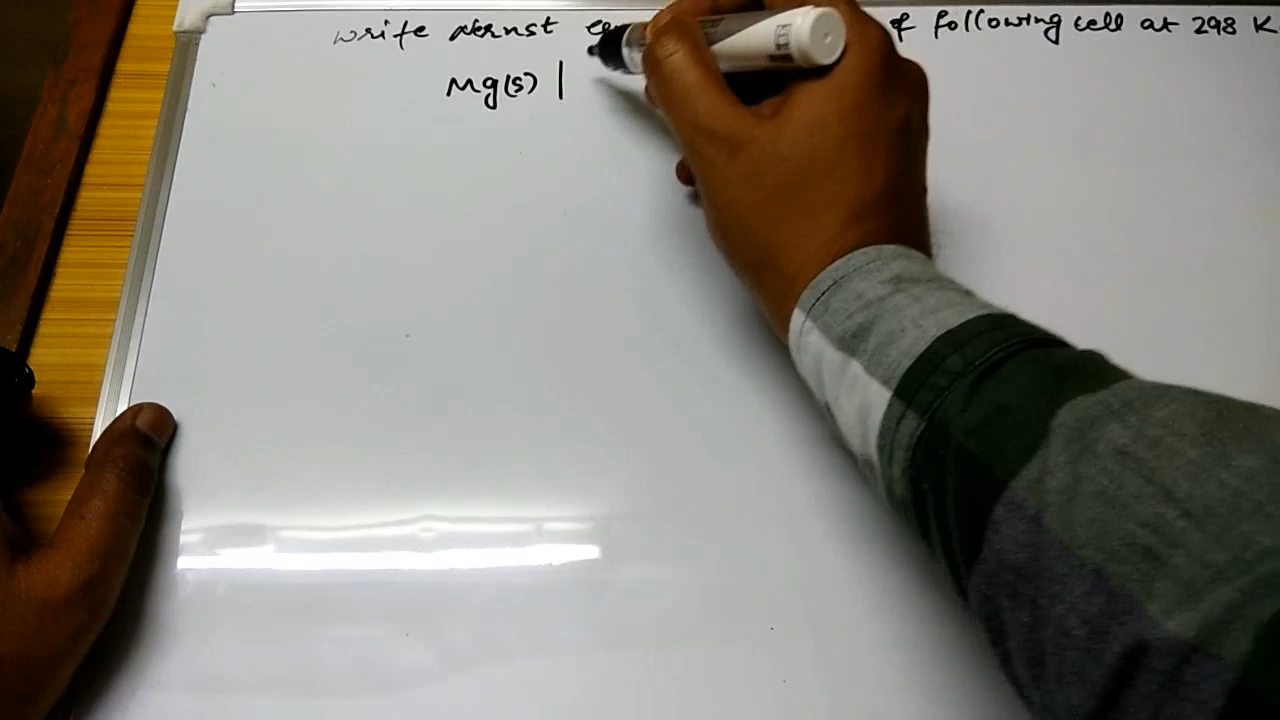 write Nernst of following cell at 298 K
Mg(s) |